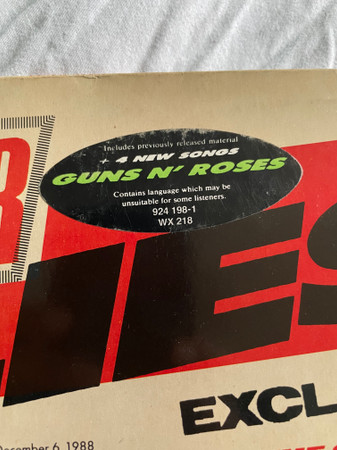 R
Includes previously released material
+ 4 NEW SONGS
GUNS N' ROSES
Contains language which may be
unsuitable for some listeners.
924 198-1
WX 218
LIES
EXCL
December 6, 1988